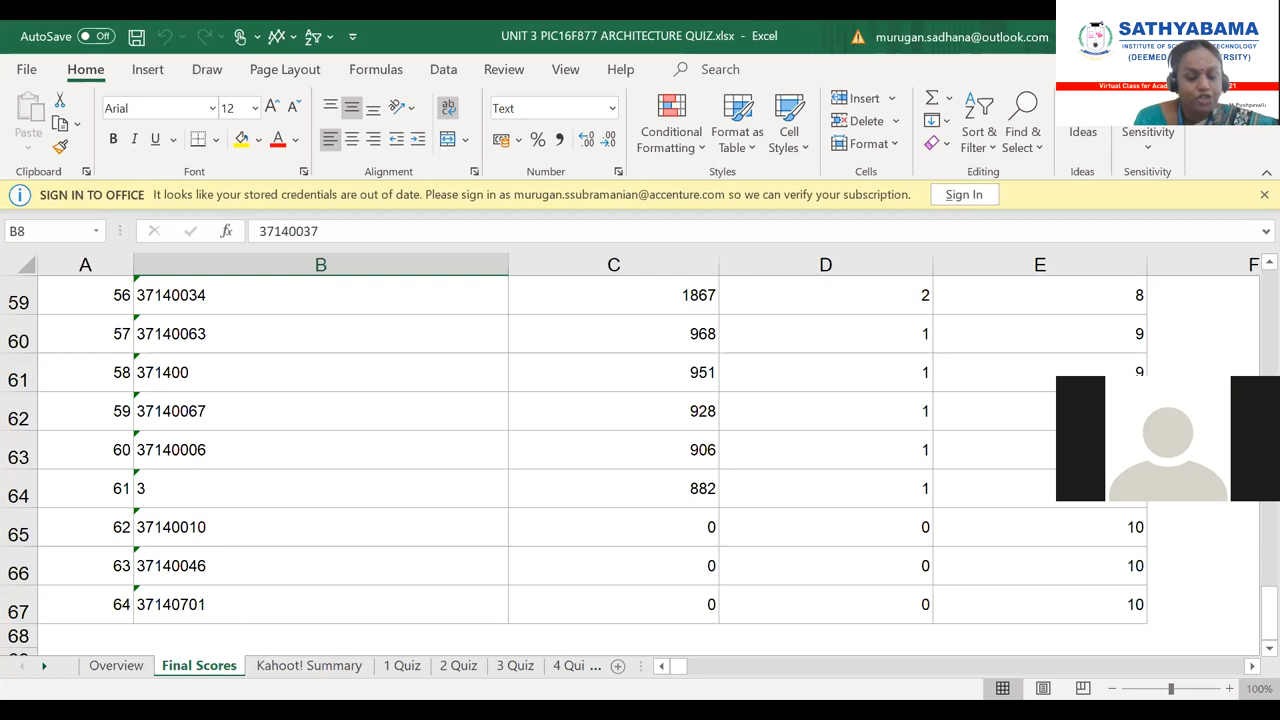 AutoSave Off
UNIT 3 PIC16F877 ARCHITECTURE QUIZ.xlsx - Excel
murugan.sadhana@outlook.com
SATHYABAMA
INSTITUTE OF
TECHNOLOGY
(DEEMED
Virtual Class for Acad
21
M.Pushpavalli
File Home Insert Draw Page Layout Formulas Data Review View Help Search
Paste
Arial 12
B I U A
Text
Conditional Formatting
Format as Table
Cell Styles
Insert
Delete
Format
Sort & Filter
Find & Select
Ideas
Sensitivity
Clipboard Font Alignment Number Styles Cells Editing Ideas Sensitivity
SIGN IN TO OFFICE It looks like your stored credentials are out of date. Please sign in as murugan.ssubramanian@accenture.com so we can verify your subscription. Sign In
B8 fx 37140037
A B C D E F
59 56 37140034 1867 2 8
60 57 37140063 968 1 9
61 58 371400 951 1 9
62 59 37140067 928 1
63 60 37140006 906 1
64 61 3 882 1
65 62 37140010 0 0 10
66 63 37140046 0 0 10
67 64 37140701 0 0 10
68
Overview Final Scores Kahoot! Summary 1 Quiz 2 Quiz 3 Quiz 4 Qui ...
100%